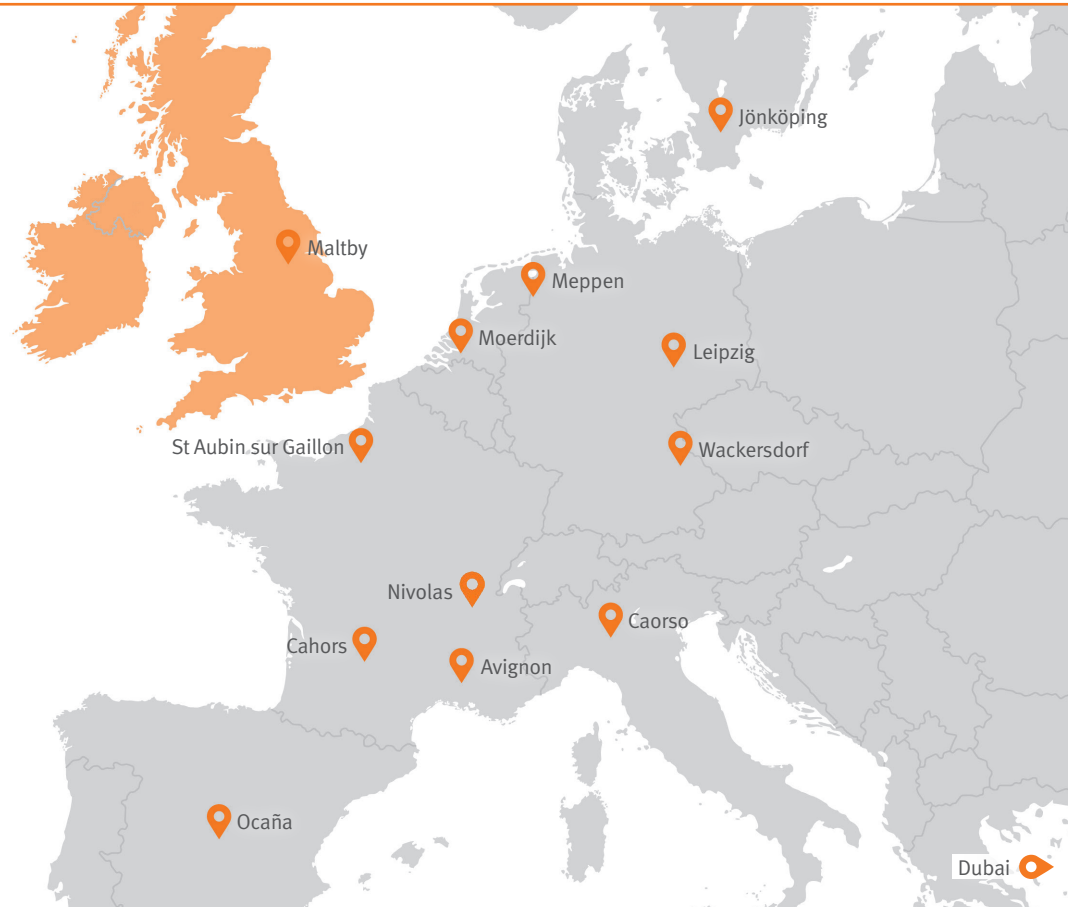 Jönköping
Maltby
Meppen
Moerdijk
Leipzig
St Aubin sur Gaillon
Wackersdorf
Nivolas
Caorso
Cahors
Avignon
Ocaña
Dubai